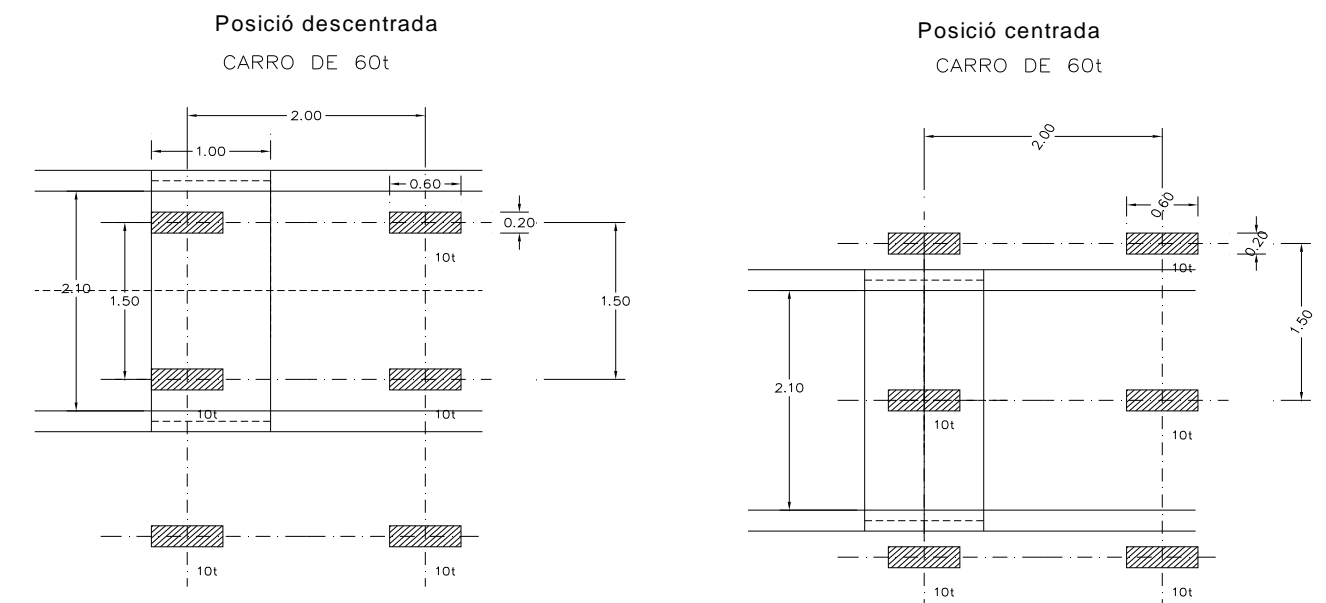 Posició descentrada
CARRO DE 60t
2.00
1.00
0.60
0.20
10t
2.10
1.50
1.50
10t
10t
10t
10t
Posició centrada
CARRO DE 60t
2.00
0.60
0.20
10t
1.50
2.10
10t
10t
10t
10t